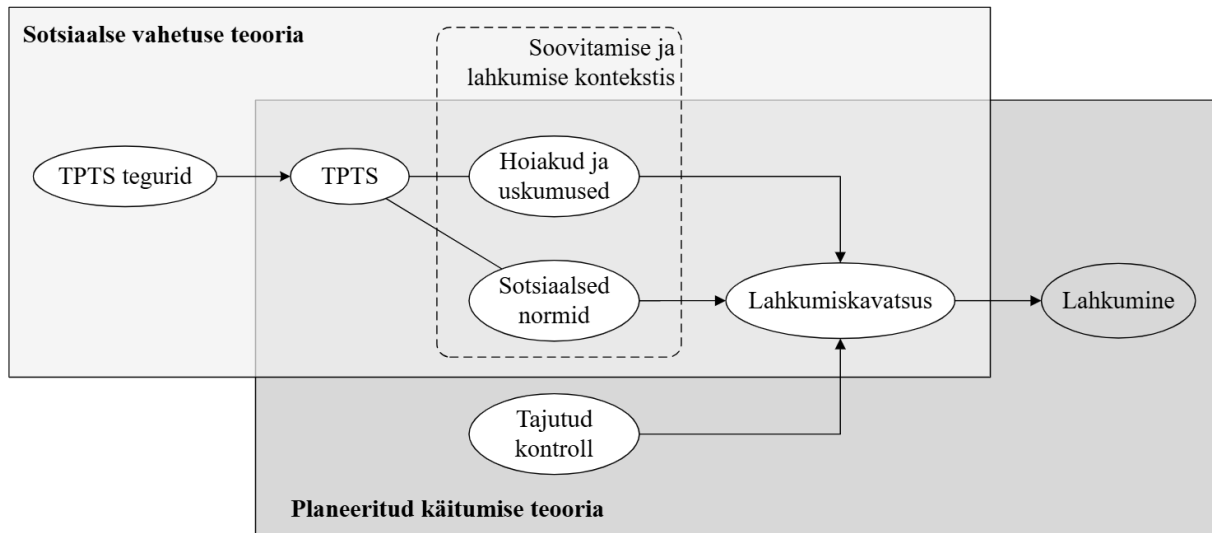 Sotsiaalse vahetuse teooria
Soovitamise ja
lahkumise kontekstis
TPTS tegurid
TPTS
Hoiakud ja
uskumused
Sotsiaalsed
normid
Lahkumiskavatsus
Lahkumine
Tajutud
kontroll
Planeeritud käitumise teooria